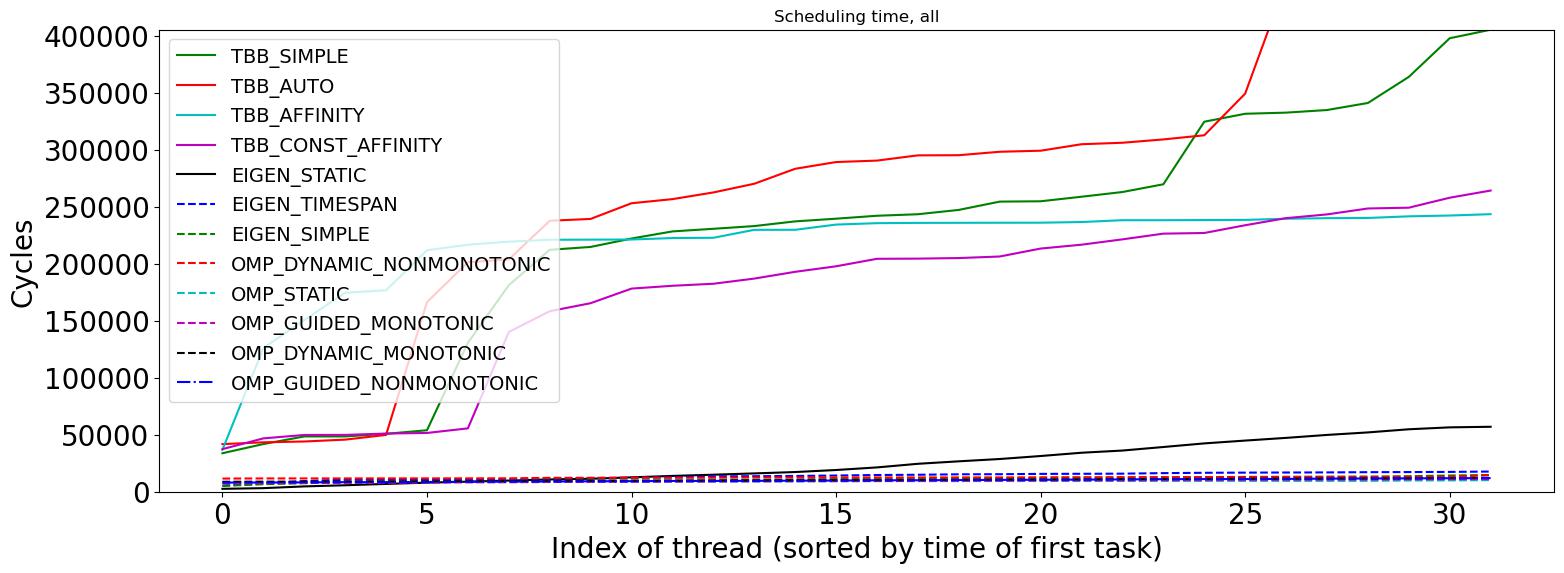 Scheduling time, all
Cycles
400000
350000
300000
250000
200000
150000
100000
50000
0
TBB_SIMPLE
TBB_AUTO
TBB_AFFINITY
TBB_CONST_AFFINITY
EIGEN_STATIC
EIGEN_TIMESPAN
EIGEN_SIMPLE
OMP_DYNAMIC_NONMONOTONIC
OMP_STATIC
OMP_GUIDED_MONOTONIC
OMP_DYNAMIC_MONOTONIC
OMP_GUIDED_NONMONOTONIC
0 5 10 15 20 25 30
Index of thread (sorted by time of first task)